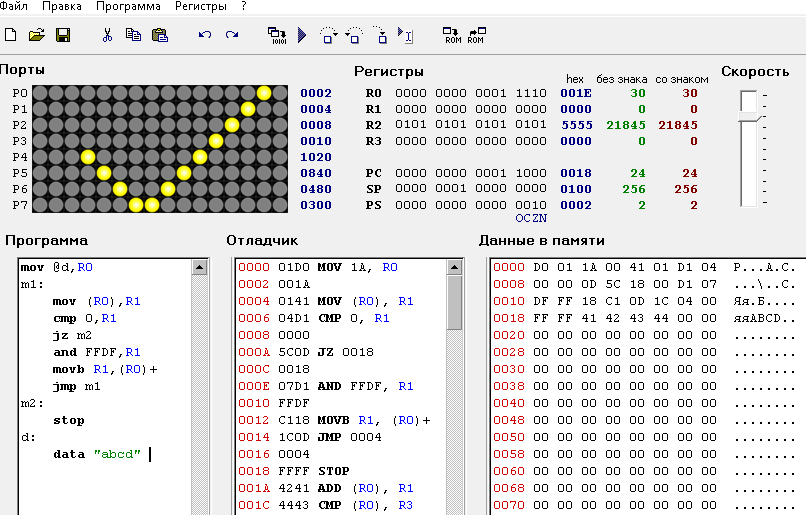 Файл Правка Программа Регистры ?
10101 ROM ROM
Порты Регистры hex без знака со знаком Скорость
P0 0002 R0 0000 0000 0001 1110 001E 30 30
P1 0004 R1 0000 0000 0000 0000 0000 0 0
P2 0008 R2 0101 0101 0101 0101 5555 21845 21845
P3 0010 R3 0000 0000 0000 0000 0000 0 0
P4 1020
P5 0840 PC 0000 0000 0001 1000 0018 24 24
P6 0480 SP 0000 0001 0000 0000 0100 256 256
P7 0300 PS 0000 0000 0000 0010 0002 2 2
OCZN
Программа
mov @d,R0
m1:
mov (R0),R1
cmp 0,R1
jz m2
and FFDF,R1
movb R1,(R0)+
jmp m1
m2:
stop
d:
data "abcd"
Отладчик
0000 01D0 MOV 1A, R0
0002 001A
0004 0141 MOV (R0), R1
0006 04D1 CMP 0, R1
0008 0000
000A 5C0D JZ 0018
000C 0018
000E 07D1 AND FFDF, R1
0010 FFDF
0012 C118 MOVB R1, (R0)+
0014 1C0D JMP 0004
0016 0004
0018 FFFF STOP
001A 4241 ADD (R0), R1
001C 4443 CMP (R0), R3
Данные в памяти
0000 D0 01 1A 00 41 01 D1 04 Р...А.С.
0008 00 00 0D 5C 18 00 D1 07 ...\..С.
0010 DF FF 18 C1 0D 1C 04 00 Яя.Б....
0018 FF FF 41 42 43 44 00 00 яяABCD..
0020 00 00 00 00 00 00 00 00 ........
0028 00 00 00 00 00 00 00 00 ........
0030 00 00 00 00 00 00 00 00 ........
0038 00 00 00 00 00 00 00 00 ........
0040 00 00 00 00 00 00 00 00 ........
0048 00 00 00 00 00 00 00 00 ........
0050 00 00 00 00 00 00 00 00 ........
0058 00 00 00 00 00 00 00 00 ........
0060 00 00 00 00 00 00 00 00 ........
0068 00 00 00 00 00 00 00 00 ........
0070 00 00 00 00 00 00 00 00 ........